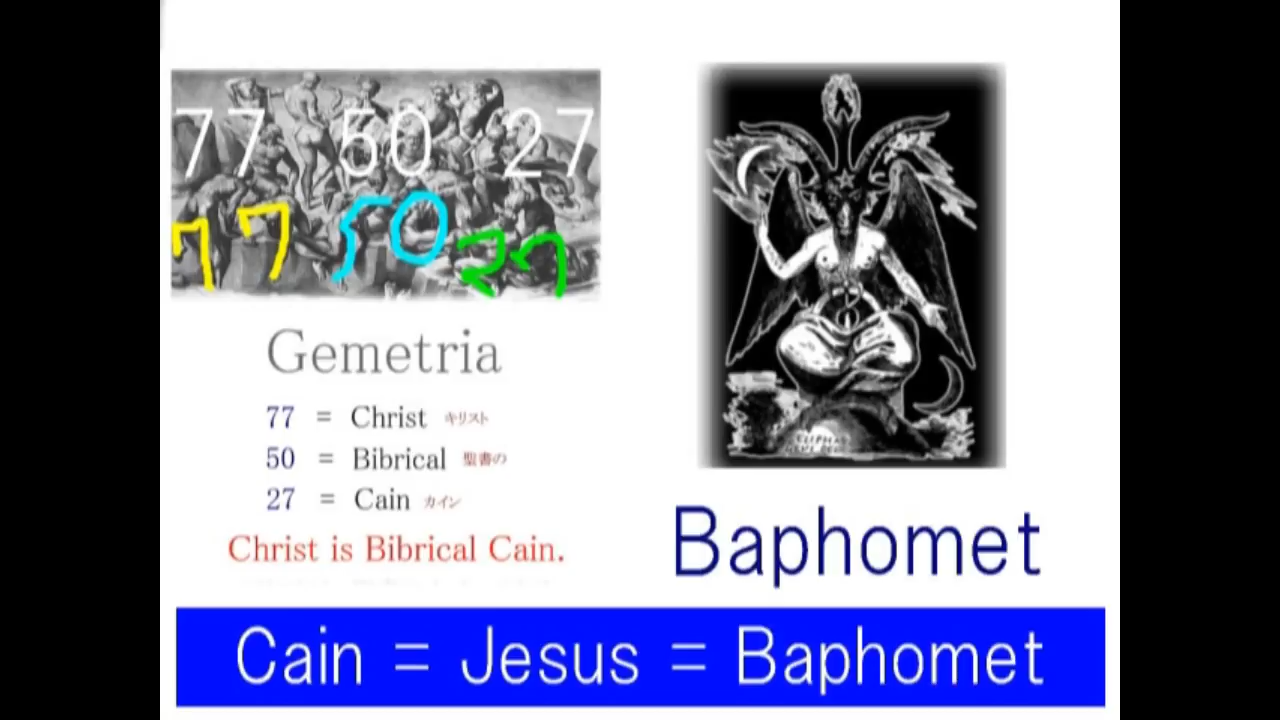 77 50 27
77 50 27
Gemetria
77 = Christ キリスト
50 = Bibrical 聖書の
27 = Cain カイン
Christ is Bibrical Cain.
Baphomet
Cain = Jesus = Baphomet